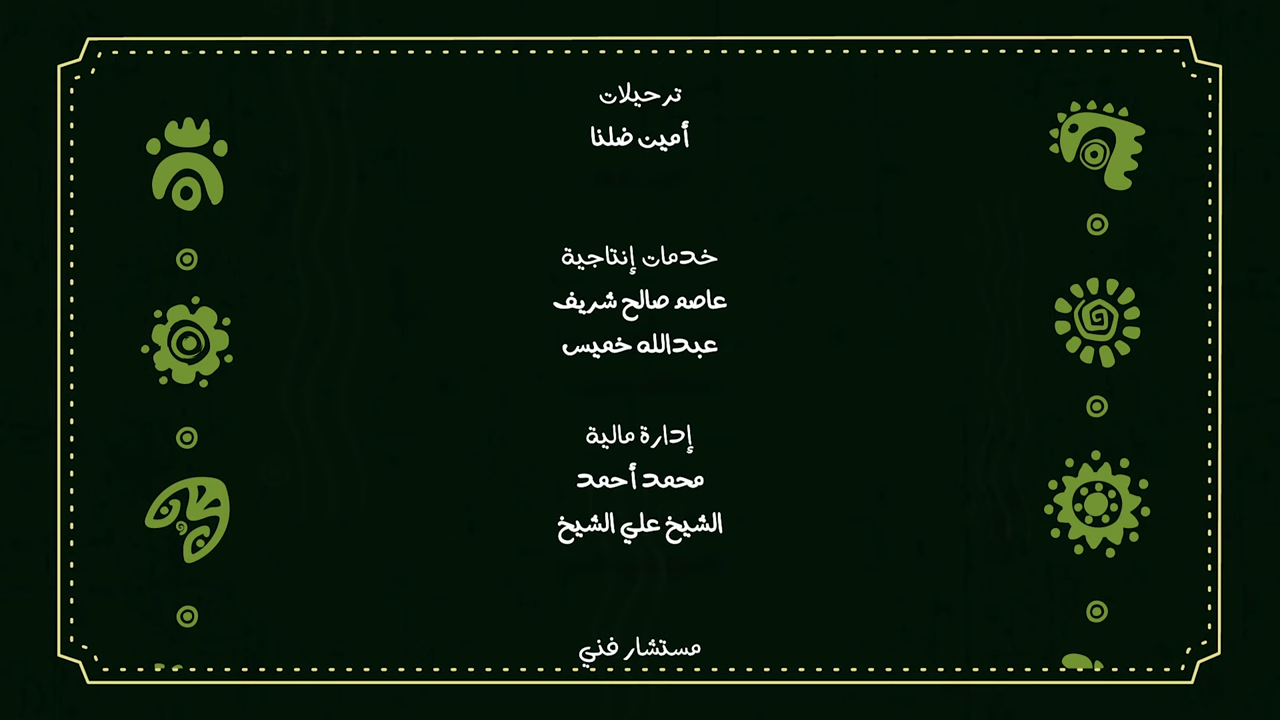 ترحيلات
أمين ضلنا
خدمات إنتاجية
عاصم صالح شريف
عبدالله خميس
إدارة مالية
محمد أحمد
الشيخ علي الشيخ
مستشار فني